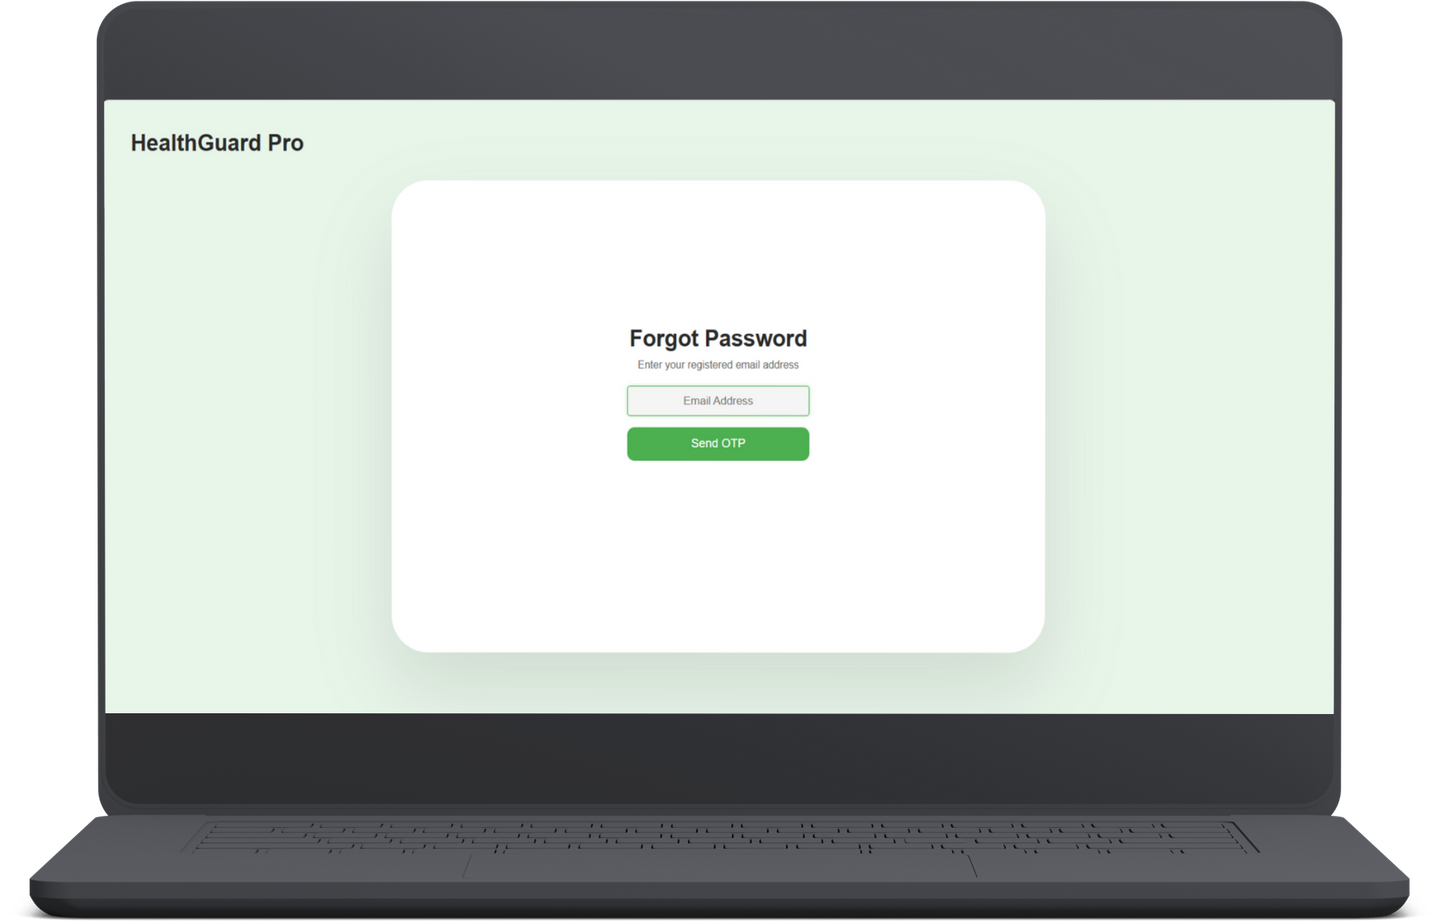 HealthGuard Pro
Forgot Password
Enter your registered email address
Email Address
Send OTP